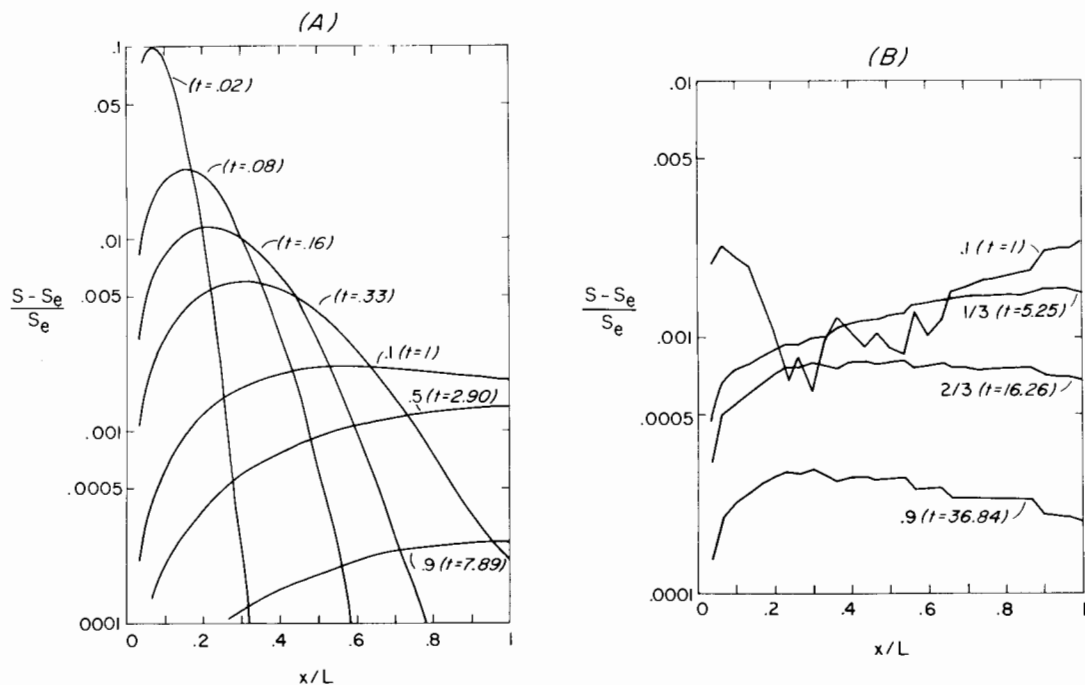 (A)
.1
.05
.01
.005
.001
.0005
0001
S - Se
Se
(t=.02)
(t=.08)
(t=.16)
(t=.33)
.1 (t=1)
.5 (t=2.90)
.9 (t=7.89)
0 .2 .4 .6 .8 1
x/L
(B)
.01
.005
.001
.0005
.0001
S - Se
Se
.1 (t=1)
1/3 (t=5.25)
2/3 (t=16.26)
.9 (t=36.84)
0 .2 .4 .6 .8 1
x/L